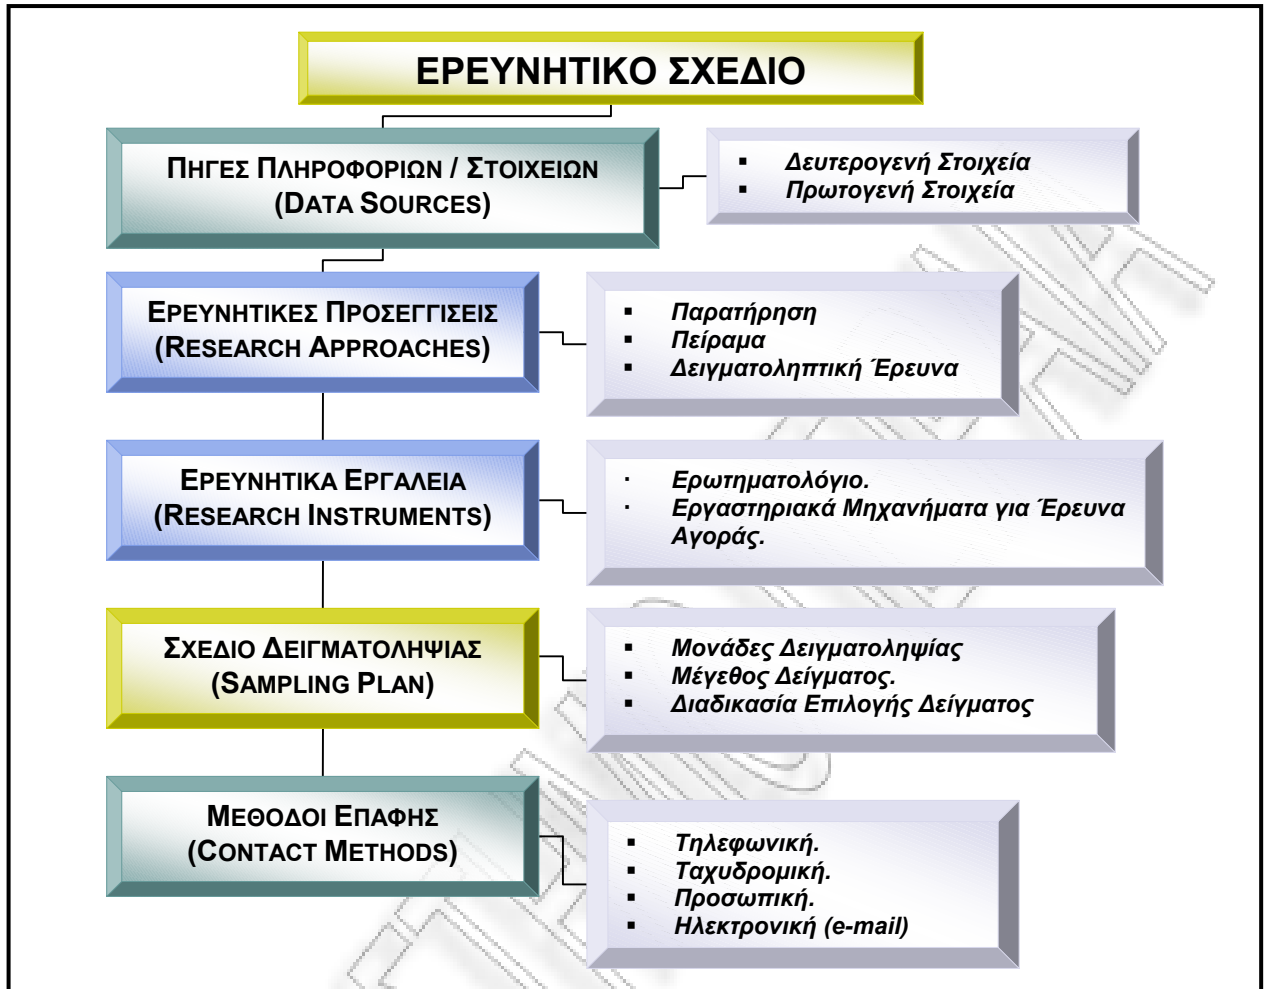 ΕΡΕΥΝΗΤΙΚΟ ΣΧΕΔΙΟ
ΠΗΓΕΣ ΠΛΗΡΟΦΟΡΙΩΝ / ΣΤΟΙΧΕΙΩΝ
(DATA SOURCES)
▪ Δευτερογενή Στοιχεία
▪ Πρωτογενή Στοιχεία
ΕΡΕΥΝΗΤΙΚΕΣ ΠΡΟΣΕΓΓΙΣΕΙΣ
(RESEARCH APPROACHES)
▪ Παρατήρηση
▪ Πείραμα
▪ Δειγματοληπτική Έρευνα
ΕΡΕΥΝΗΤΙΚΑ ΕΡΓΑΛΕΙΑ
(RESEARCH INSTRUMENTS)
· Ερωτηματολόγιο.
· Εργαστηριακά Μηχανήματα για Έρευνα
Αγοράς.
ΣΧΕΔΙΟ ΔΕΙΓΜΑΤΟΛΗΨΙΑΣ
(SAMPLING PLAN)
▪ Μονάδες Δειγματοληψίας
▪ Μέγεθος Δείγματος.
▪ Διαδικασία Επιλογής Δείγματος
ΜΕΘΟΔΟΙ ΕΠΑΦΗΣ
(CONTACT METHODS)
▪ Τηλεφωνική.
▪ Ταχυδρομική.
▪ Προσωπική.
▪ Ηλεκτρονική (e-mail)